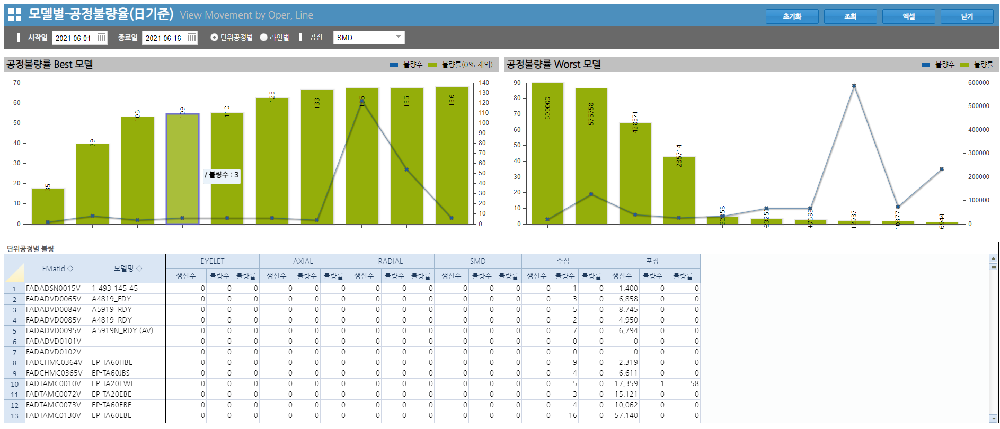 모델별-공정불량율(日기준) View Movement by Oper, Line
초기화 조회 엑셀 닫기
시작일 2021-06-01 종료일 2021-06-16 단위공정별 라인별 공정 SMD
공정불량률 Best 모델 불량수 불량률(0% 제외)
70
60
50
40
30
20
10
0
35
79
106
109
110
125
133
135
135
136
/ 불량수 : 3
140
130
120
110
100
90
80
70
60
50
40
30
20
10
0
공정불량률 Worst 모델 불량수 불량률
90
80
70
60
50
40
30
20
10
0
600000
575758
428571
285714
23256
17699
12937
10377
6944
600000
500000
400000
300000
200000
100000
0
단위공정별 불량
FMatId ◇ 모델명 ◇ EYELET AXIAL RADIAL SMD 수삽 포장
생산수 불량수 불량률 생산수 불량수 불량률 생산수 불량수 불량률 생산수 불량수 불량률 생산수 불량수 불량률 생산수 불량수 불량률
1 FADADSN0015V 1-493-145-45 0 0 0 0 0 0 0 0 0 0 0 0 0 1 0 1,400 0 0
2 FADADVD0065V A4819_FDY 0 0 0 0 0 0 0 0 0 0 0 0 0 3 0 6,858 0 0
3 FADADVD0084V A5919_RDY 0 0 0 0 0 0 0 0 0 0 0 0 0 5 0 8,745 0 0
4 FADADVD0085V A4819_RDY 0 0 0 0 0 0 0 0 0 0 0 0 0 2 0 4,950 0 0
5 FADADVD0095V A5919N_RDY (AV) 0 0 0 0 0 0 0 0 0 0 0 0 0 7 0 6,794 0 0
6 FADADVD0101V 0 0 0 0 0 0 0 0 0 0 0 0 0 0 0 0 0 0
7 FADADVD0102V 0 0 0 0 0 0 0 0 0 0 0 0 0 0 0 0 0 0
8 FADCHMC0364V EP-TA60HBE 0 0 0 0 0 0 0 0 0 0 0 0 0 9 0 2,319 0 0
9 FADCHMC0365V EP-TA60JBS 0 0 0 0 0 0 0 0 0 0 0 0 0 4 0 6,611 0 0
10 FADTAMC0010V EP-TA20EWE 0 0 0 0 0 0 0 0 0 0 0 0 0 5 0 17,359 1 58
11 FADTAMC0072V EP-TA20EBE 0 0 0 0 0 0 0 0 0 0 0 0 0 3 0 15,121 0 0
12 FADTAMC0073V EP-TA60EBE 0 0 0 0 0 0 0 0 0 0 0 0 0 4 0 10,062 0 0
13 FADTAMC0130V EP-TA60EBE 0 0 0 0 0 0 0 0 0 0 0 0 0 16 0 57,140 0 0